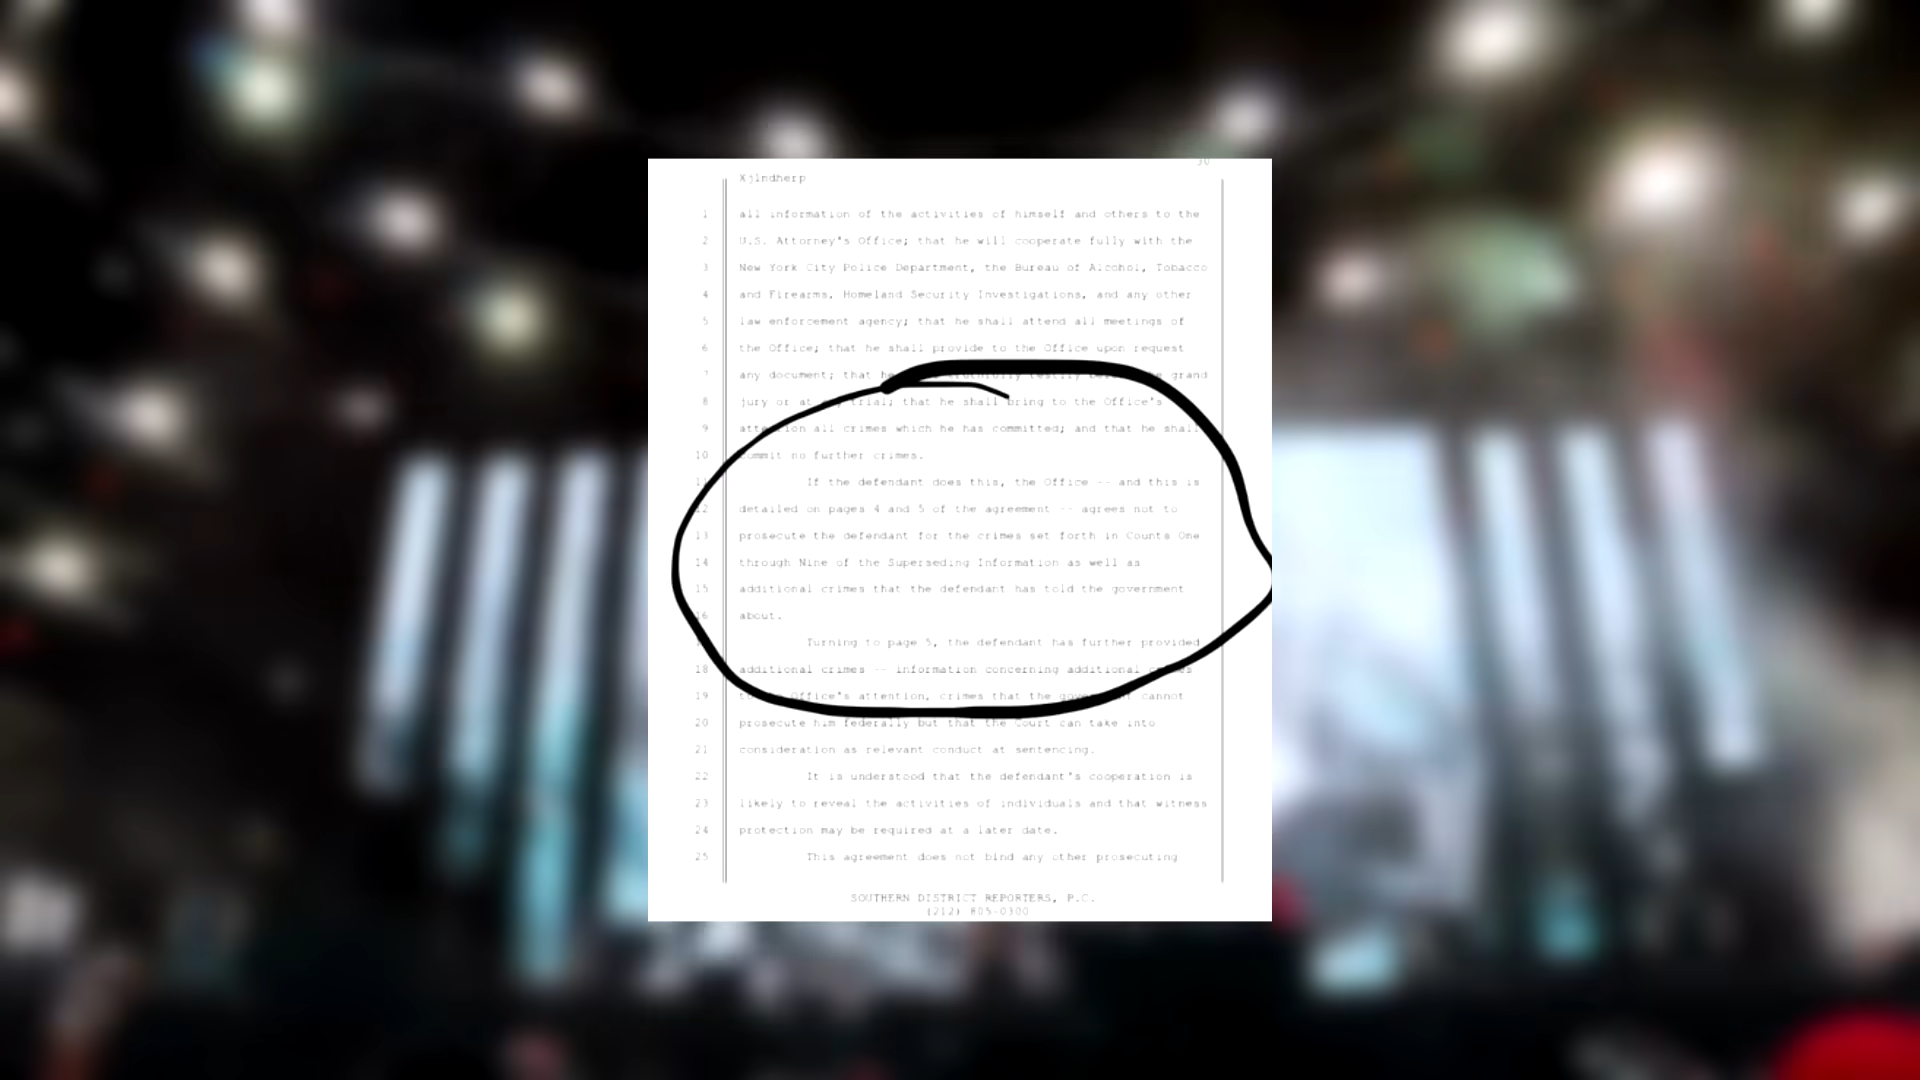 30
Kjlndherp
1 all information of the activities of himself and others to the
2 U.S. Attorney's Office; that he will cooperate fully with the
3 New York City Police Department, the Bureau of Alcohol, Tobacco
4 and Firearms, Homeland Security Investigations, and any other
5 law enforcement agency; that he shall attend all meetings of
6 the Office; that he shall provide to the Office upon request
7 any document; that he truthfully testify grand
8 jury or at any trial; that he shall bring to the Office's
9 attention all crimes which he has committed; and that he shall
10 commit no further crimes.
11 If the defendant does this, the Office -- and this is
12 detailed on pages 4 and 5 of the agreement -- agrees not to
13 prosecute the defendant for the crimes set forth in Counts One
14 through Nine of the Superseding Information as well as
15 additional crimes that the defendant has told the government
16 about.
Turning to page 5, the defendant has further provided
18 additional crimes -- information concerning additional crimes
19 Office's attention, crimes that the government cannot
20 prosecute him federally but that the Court can take into
21 consideration as relevant conduct at sentencing.
22 It is understood that the defendant's cooperation is
23 likely to reveal the activities of individuals and that witness
24 protection may be required at a later date.
25 This agreement does not bind any other prosecuting
SOUTHERN DISTRICT REPORTERS, P.C.
(212) 805-0300